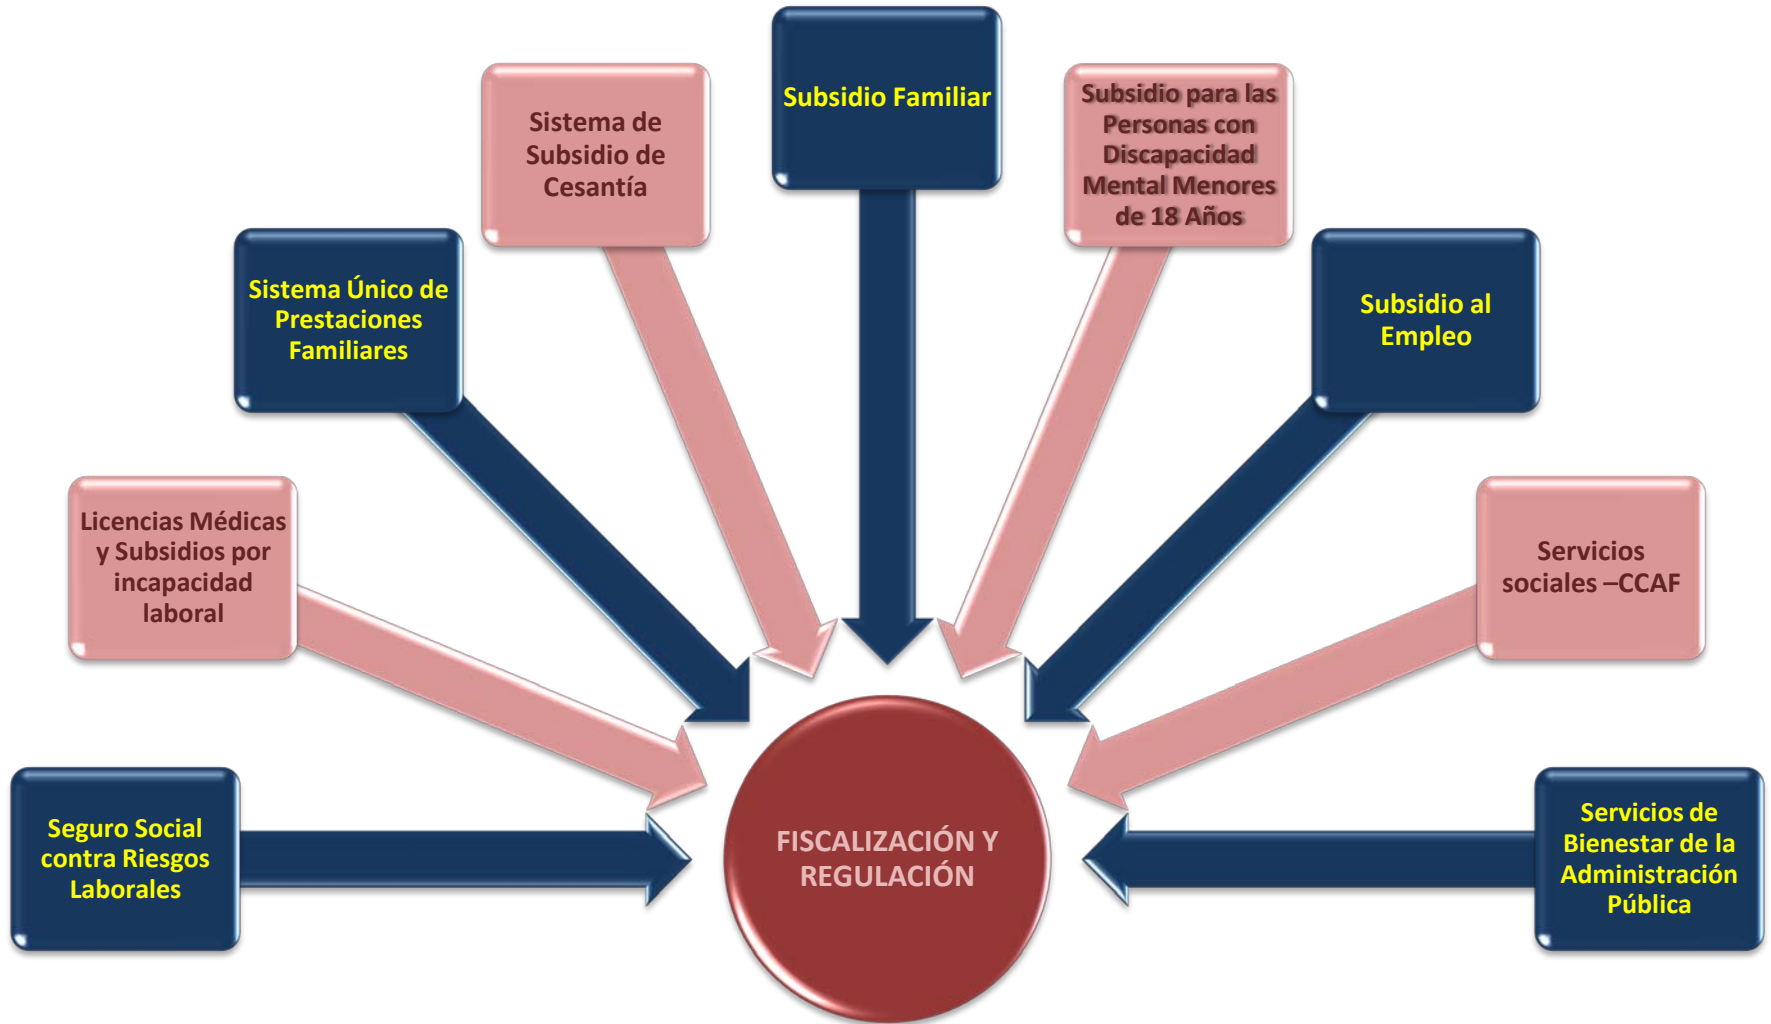 Subsidio Familiar
Sistema de
Subsidio de
Cesantía
Subsidio para las
Personas con
Discapacidad
Mental Menores
de 18 Años
Sistema Único de
Prestaciones
Familiares
Subsidio al
Empleo
Licencias Médicas
y Subsidios por
incapacidad
laboral
Servicios
sociales –CCAF
Seguro Social
contra Riesgos
Laborales
FISCALIZACIÓN Y
REGULACIÓN
Servicios de
Bienestar de la
Administración
Pública